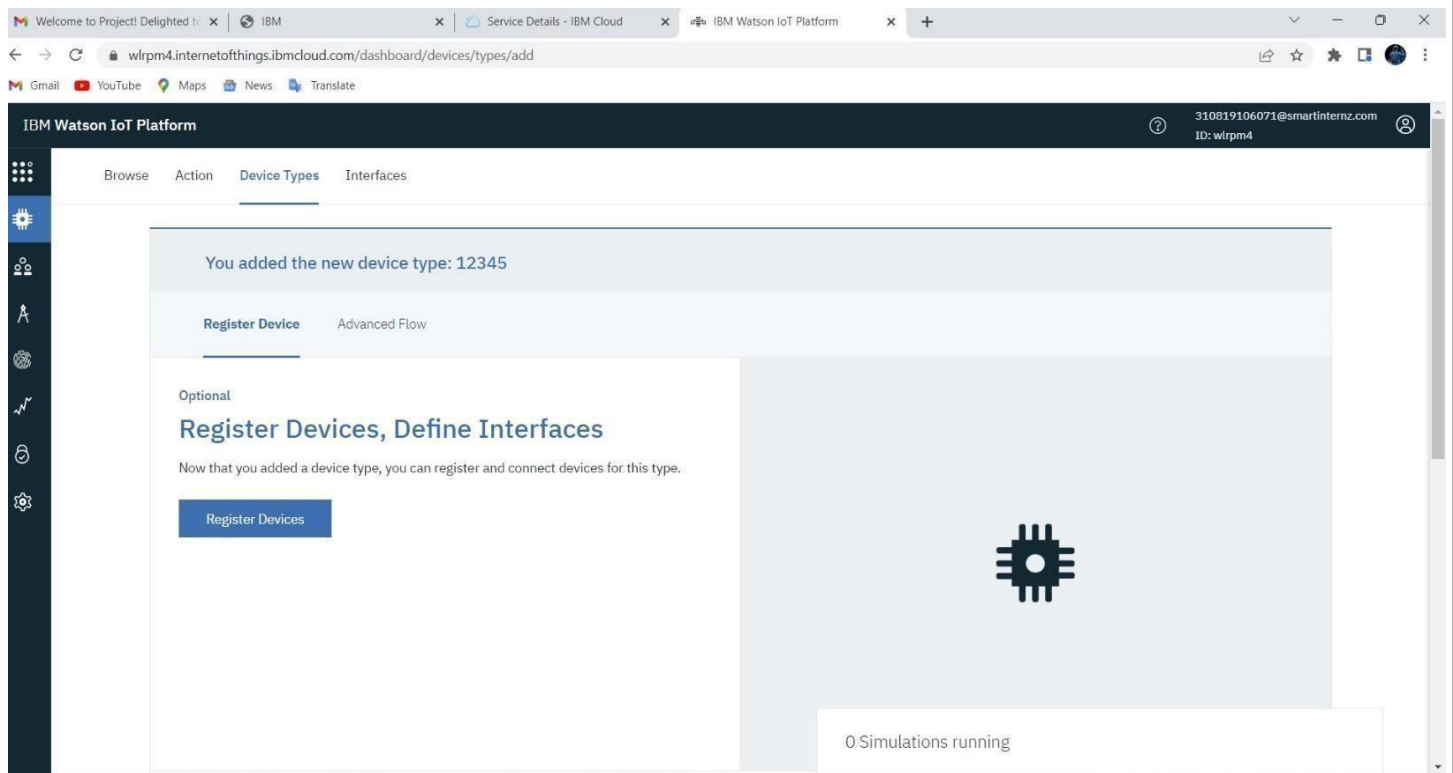 Welcome to Project! Delighted to
IBM
Service Details - IBM Cloud
IBM Watson IoT Platform
wlrpm4.internetofthings.ibmcloud.com/dashboard/devices/types/add
Gmail YouTube Maps News Translate
IBM Watson IoT Platform
310819106071@smartinternz.com
ID: wlrpm4
Browse Action Device Types Interfaces
You added the new device type: 12345
Register Device Advanced Flow
Optional
Register Devices, Define Interfaces
Now that you added a device type, you can register and connect devices for this type.
Register Devices
0 Simulations running